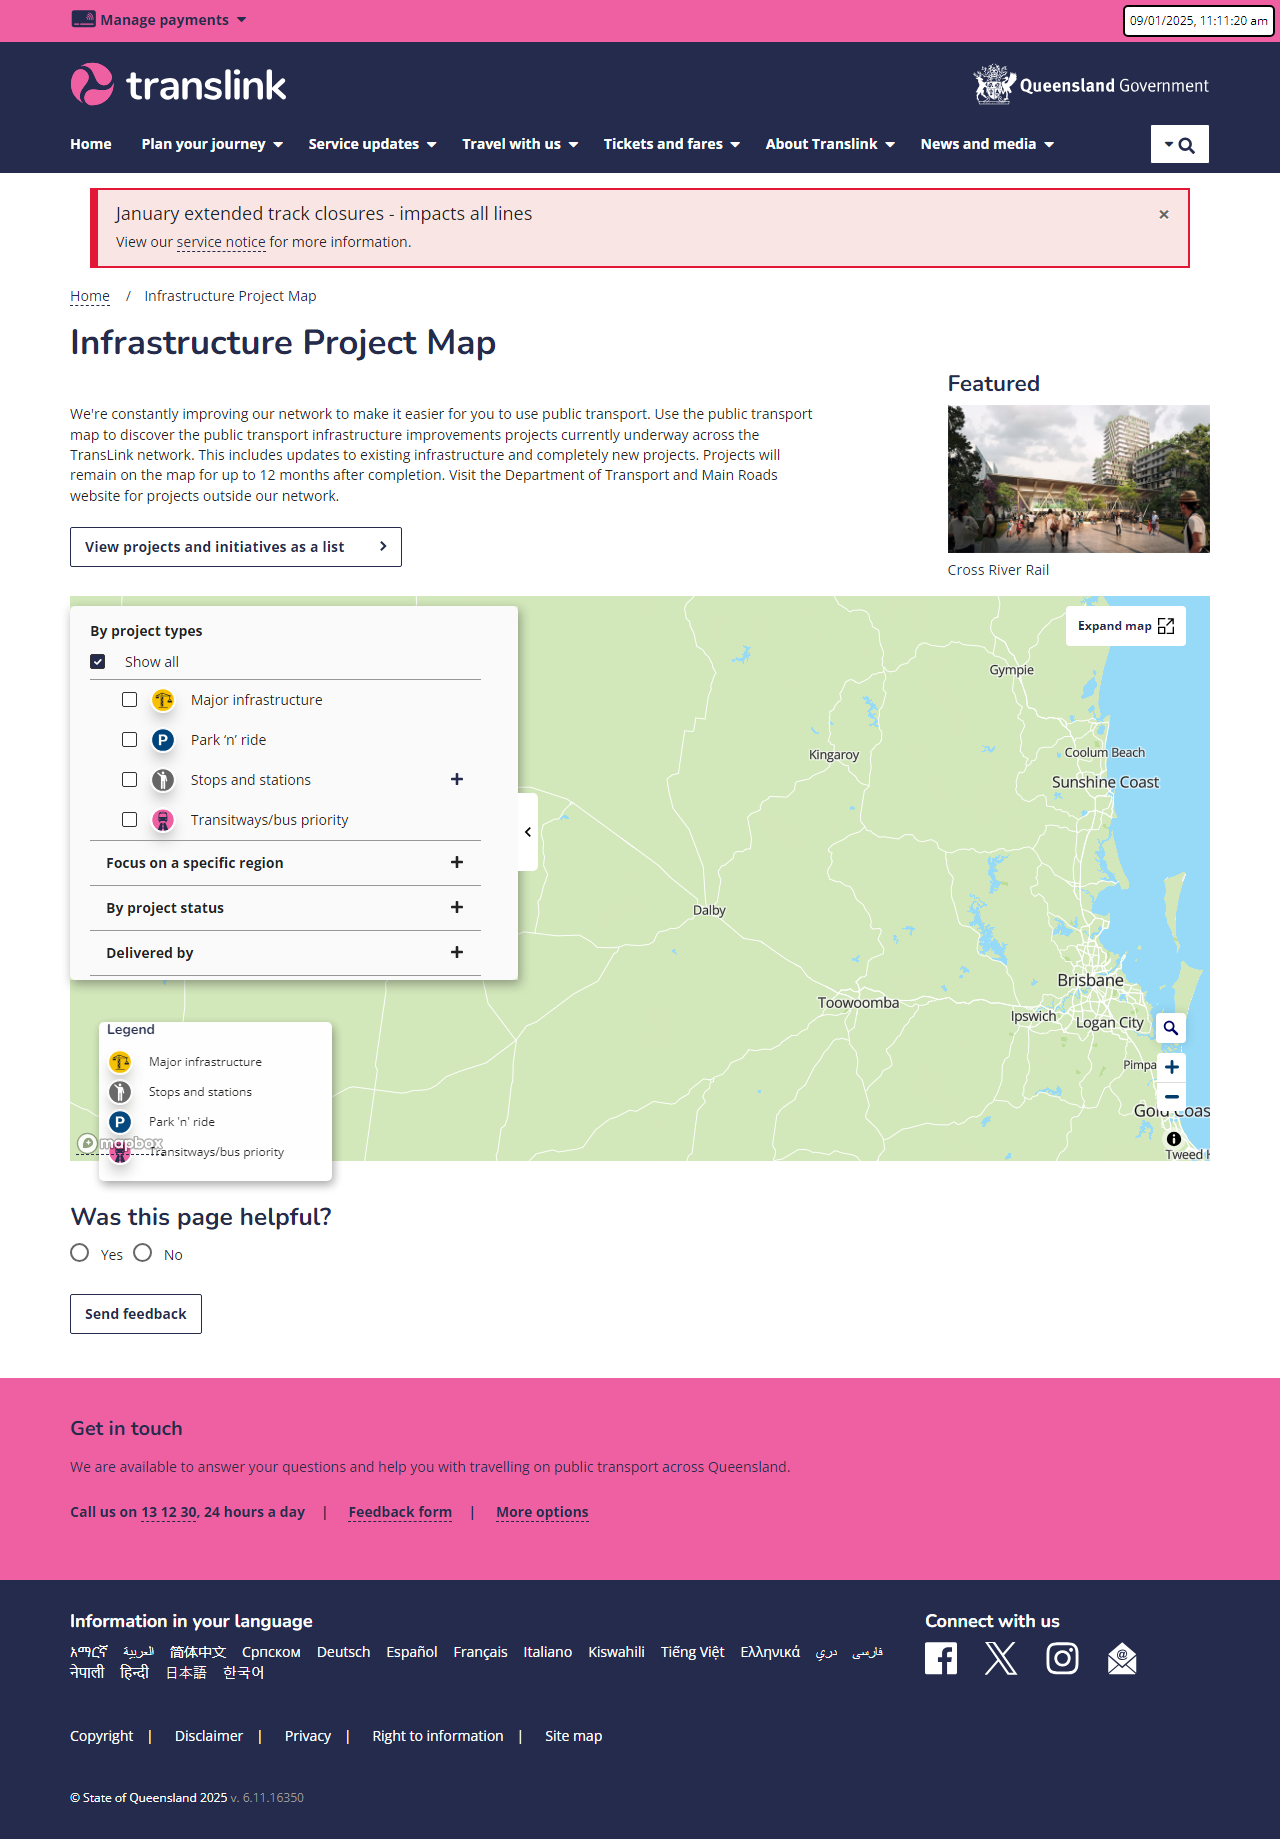 Manage payments
09/01/2025, 11:11:20 am
translink
Queensland Government
Home Plan your journey Service updates Travel with us Tickets and fares About Translink News and media
January extended track closures - impacts all lines
×
View our service notice for more information.
Home / Infrastructure Project Map
Infrastructure Project Map
Featured
We're constantly improving our network to make it easier for you to use public transport. Use the public transport
map to discover the public transport infrastructure improvements projects currently underway across the
TransLink network. This includes updates to existing infrastructure and completely new projects. Projects will
remain on the map for up to 12 months after completion. Visit the Department of Transport and Main Roads
website for projects outside our network.
View projects and initiatives as a list
Cross River Rail
By project types
Show all
Major infrastructure
P Park ‘n’ ride
Stops and stations
Transitways/bus priority
Focus on a specific region
By project status
Delivered by
Expand map
Gympie
Kingaroy
Coolum Beach
Sunshine Coast
Dalby
Brisbane
Toowoomba
Ipswich
Logan City
Pimpa
Gold Coas
Tweed H
Legend
Major infrastructure
Stops and stations
P Park 'n' ride
Transitways/bus priority
mapbox
Was this page helpful?
Yes No
Send feedback
Get in touch
We are available to answer your questions and help you with travelling on public transport across Queensland.
Call us on 13 12 30, 24 hours a day | Feedback form | More options
Information in your language
አማርኛ العربية 简体中文 Српском Deutsch Español Français Italiano Kiswahili Tiếng Việt Ελληνικά دري فارسی
नेपाली हिन्दी 日本語 한국어
Connect with us
Copyright | Disclaimer | Privacy | Right to information | Site map
© State of Queensland 2025 v. 6.11.16350